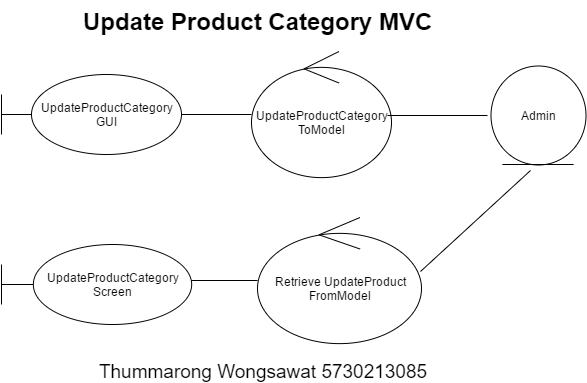 Update Product Category MVC
UpdateProductCategory
GUI
UpdateProductCategory
ToModel
Admin
UpdateProductCategory
Screen
Retrieve UpdateProduct
FromModel
Thummarong Wongsawat 5730213085